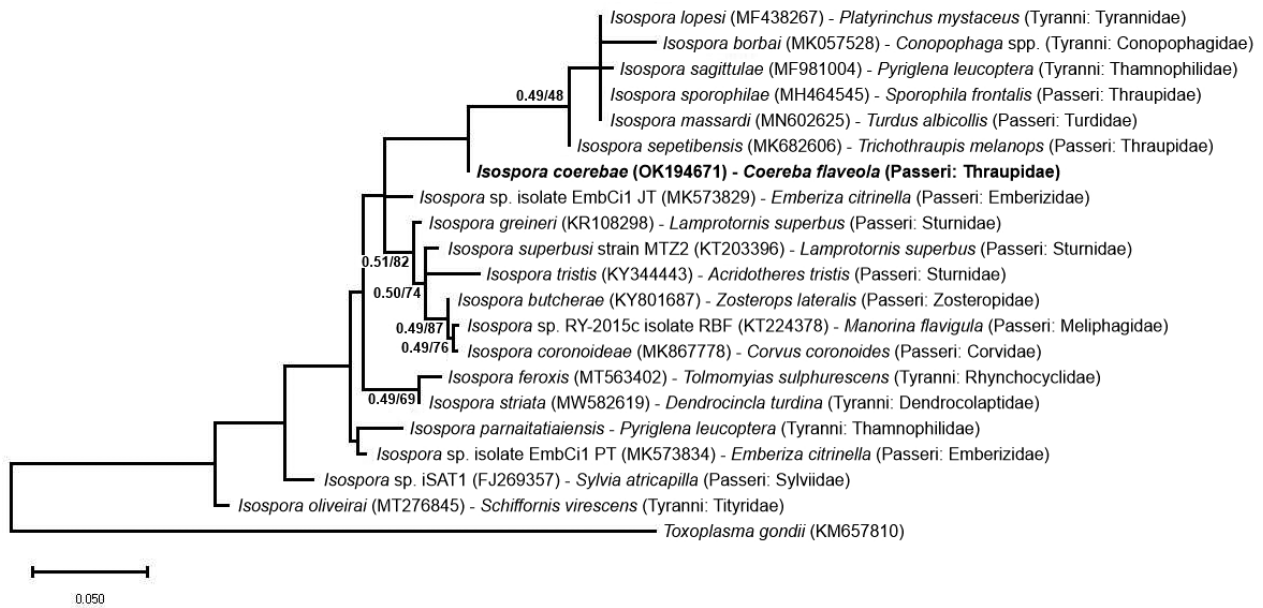 Isospora lopesi (MF438267) - Platyrinchus mystaceus (Tyranni: Tyrannidae)
Isospora borbai (MK057528) - Conopophaga spp. (Tyranni: Conopophagidae)
Isospora sagittulae (MF981004) - Pyriglena leucoptera (Tyranni: Thamnophilidae)
0.49/48
Isospora sporophilae (MH464545) - Sporophila frontalis (Passeri: Thraupidae)
Isospora massardi (MN602625) - Turdus albicollis (Passeri: Turdidae)
Isospora sepetibensis (MK682606) - Trichothraupis melanops (Passeri: Thraupidae)
Isospora coerebae (OK194671) - Coereba flaveola (Passeri: Thraupidae)
Isospora sp. isolate EmbCi1 JT (MK573829) - Emberiza citrinella (Passeri: Emberizidae)
Isospora greineri (KR108298) - Lamprotornis superbus (Passeri: Sturnidae)
Isospora superbusi strain MTZ2 (KT203396) - Lamprotornis superbus (Passeri: Sturnidae)
0.51/82
Isospora tristis (KY344443) - Acridotheres tristis (Passeri: Sturnidae)
0.50/74
Isospora butcherae (KY801687) - Zosterops lateralis (Passeri: Zosteropidae)
0.49/87
Isospora sp. RY-2015c isolate RBF (KT224378) - Manorina flavigula (Passeri: Meliphagidae)
0.49/76
Isospora coronoideae (MK867778) - Corvus coronoides (Passeri: Corvidae)
Isospora feroxis (MT563402) - Tolmomyias sulphurescens (Tyranni: Rhynchocyclidae)
0.49/69
Isospora striata (MW582619) - Dendrocincla turdina (Tyranni: Dendrocolaptidae)
Isospora parnaitatiaiensis - Pyriglena leucoptera (Tyranni: Thamnophilidae)
Isospora sp. isolate EmbCi1 PT (MK573834) - Emberiza citrinella (Passeri: Emberizidae)
Isospora sp. iSAT1 (FJ269357) - Sylvia atricapilla (Passeri: Sylviidae)
Isospora oliveirai (MT276845) - Schiffornis virescens (Tyranni: Tityridae)
Toxoplasma gondii (KM657810)
0.050